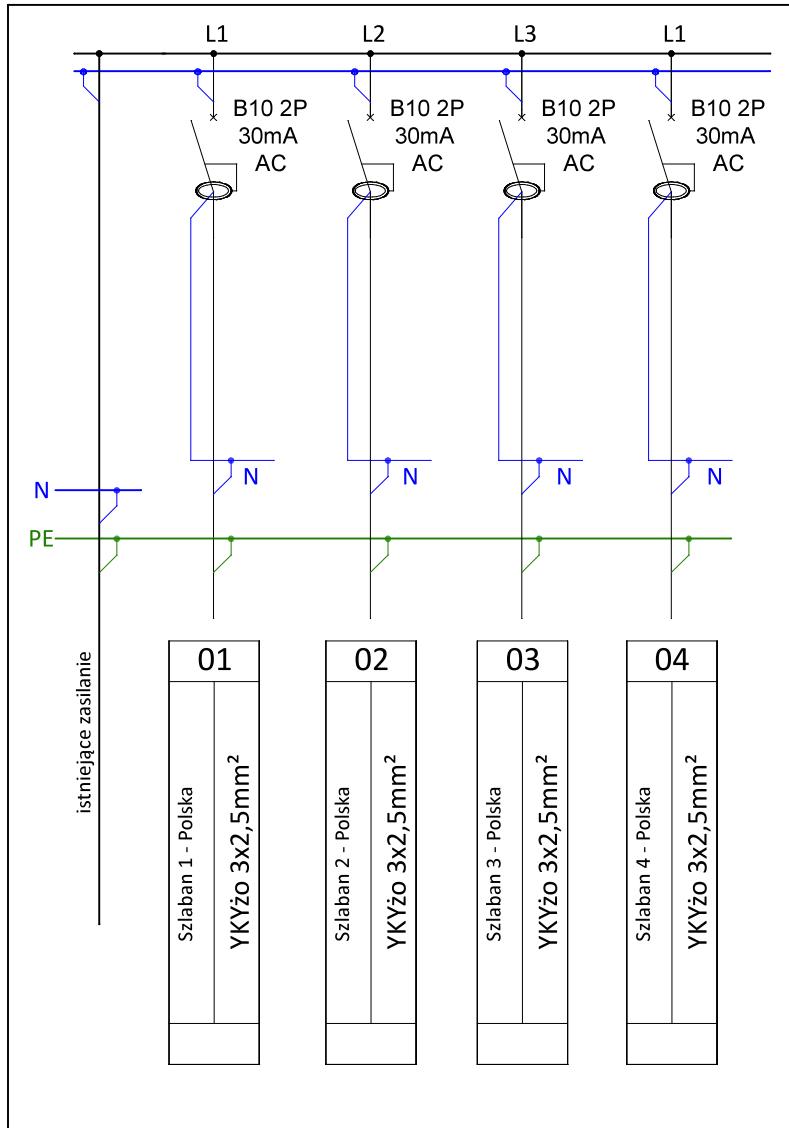 L1
L2
L3
L1
B10 2P
30mA
AC
B10 2P
30mA
AC
B10 2P
30mA
AC
B10 2P
30mA
AC
N
N
N
N
N
PE
01
02
03
04
istniejące zasilanie
Szlaban 1 - Polska
YKYżo 3x2,5mm²
Szlaban 2 - Polska
YKYżo 3x2,5mm²
Szlaban 3 - Polska
YKYżo 3x2,5mm²
Szlaban 4 - Polska
YKYżo 3x2,5mm²